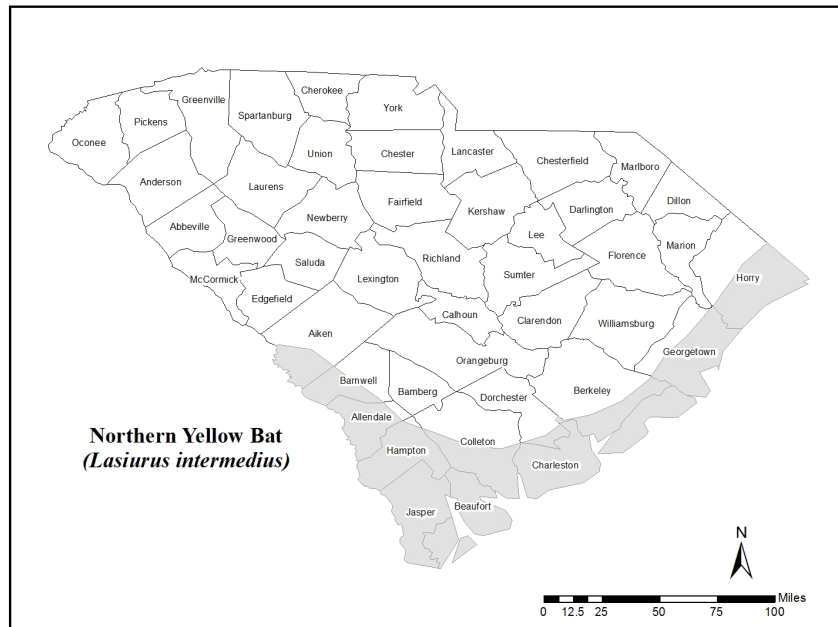 Cherokee
Greenville
York
Spartanburg
Pickens
Oconee
Union
Chester
Lancaster
Chesterfield
Marlboro
Anderson
Laurens
Dillon
Newberry
Fairfield
Kershaw
Darlington
Abbeville
Greenwood
Lee
Marion
Richland
Florence
Saluda
McCormick
Lexington
Sumter
Horry
Edgefield
Calhoun
Clarendon
Williamsburg
Aiken
Georgetown
Orangeburg
Barnwell
Bamberg
Dorchester
Berkeley
Allendale
Northern Yellow Bat
(Lasiurus intermedius)
Hampton
Colleton
Charleston
Jasper
Beaufort
N
Miles
0 12.5 25 50 75 100